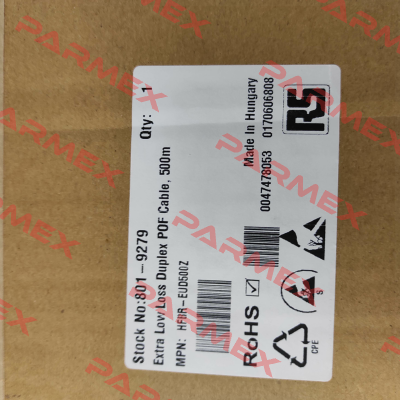 Stock No:801-9279
Qty: 1
Extra Low Loss Duplex POF Cable, 500m
MPN: HFBR-EUD500Z
Made In Hungary
0047478053 0170606808
RS
RoHS
S
CPE
PARMEX
PARMEX
PARMEX
PARMEX
PARMEX
PARMEX